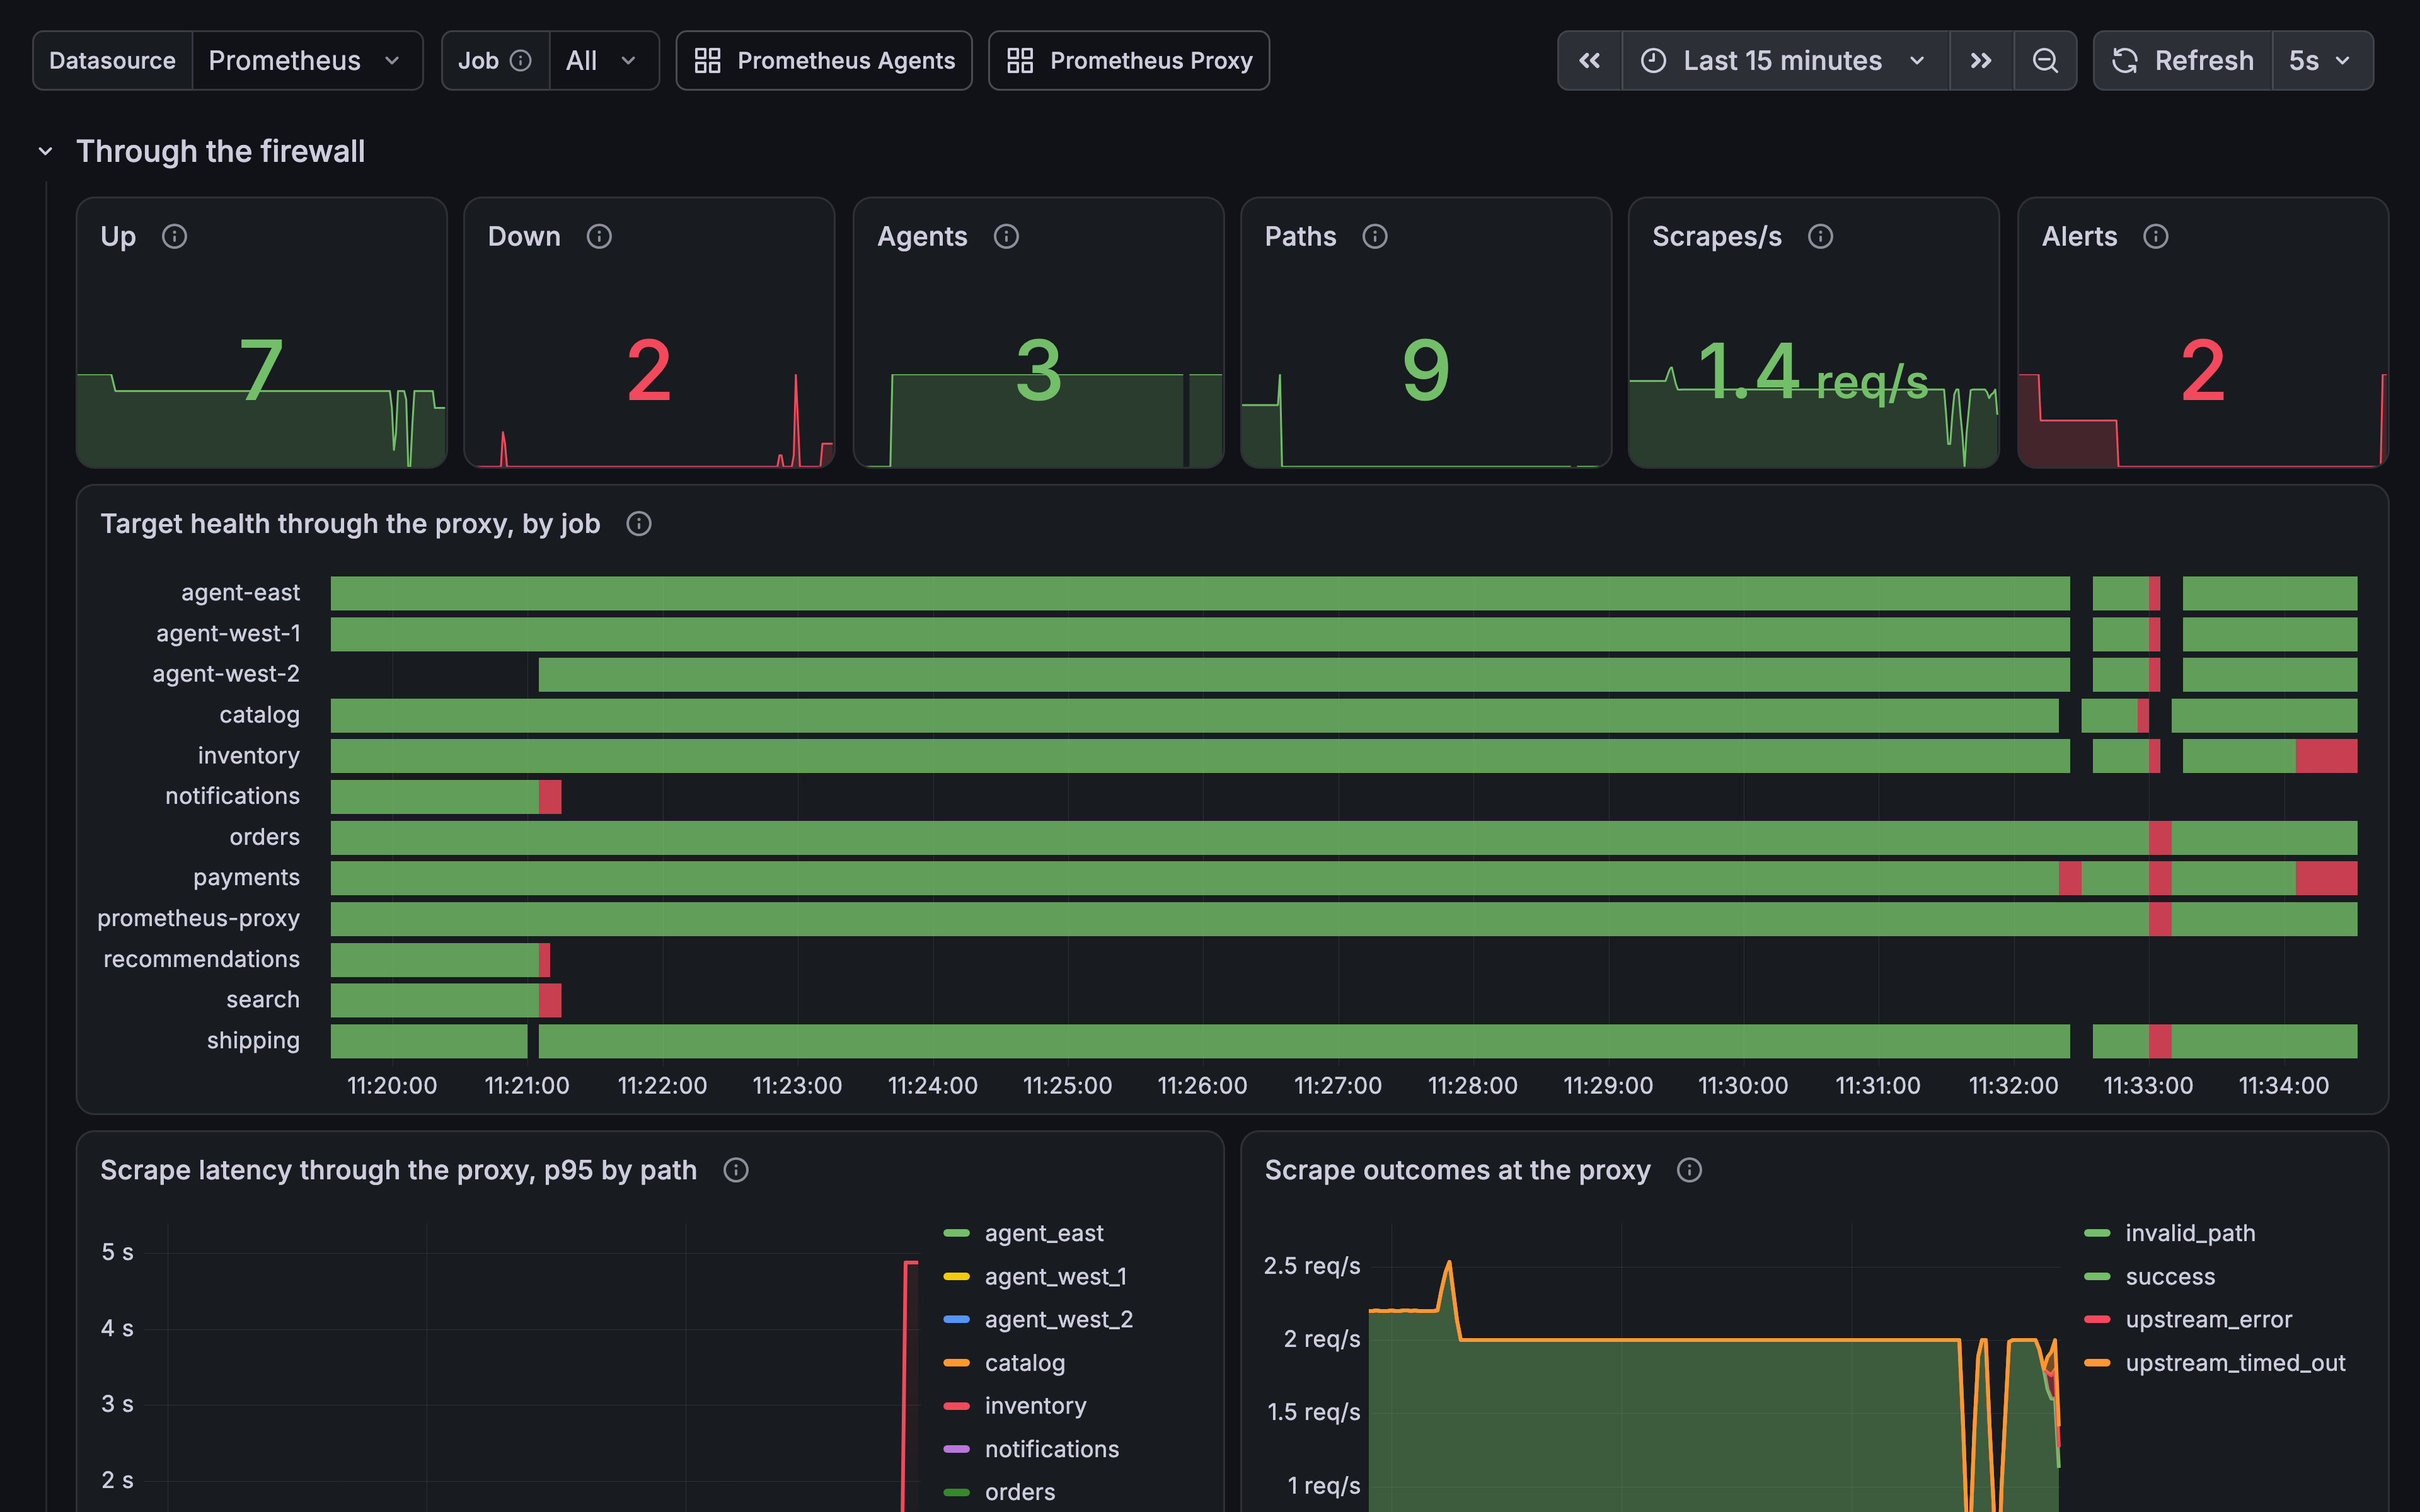 Datasource Prometheus Job All Prometheus Agents Prometheus Proxy Last 15 minutes Refresh 5s
Through the firewall
Up Down Agents Paths Scrapes/s Alerts
7 2 3 9 1.4 req/s 2
Target health through the proxy, by job
agent-east
agent-west-1
agent-west-2
catalog
inventory
notifications
orders
payments
prometheus-proxy
recommendations
search
shipping
11:20:00 11:21:00 11:22:00 11:23:00 11:24:00 11:25:00 11:26:00 11:27:00 11:28:00 11:29:00 11:30:00 11:31:00 11:32:00 11:33:00 11:34:00
Scrape latency through the proxy, p95 by path
5 s
4 s
3 s
2 s
agent_east
agent_west_1
agent_west_2
catalog
inventory
notifications
orders
Scrape outcomes at the proxy
2.5 req/s
2 req/s
1.5 req/s
1 req/s
invalid_path
success
upstream_error
upstream_timed_out